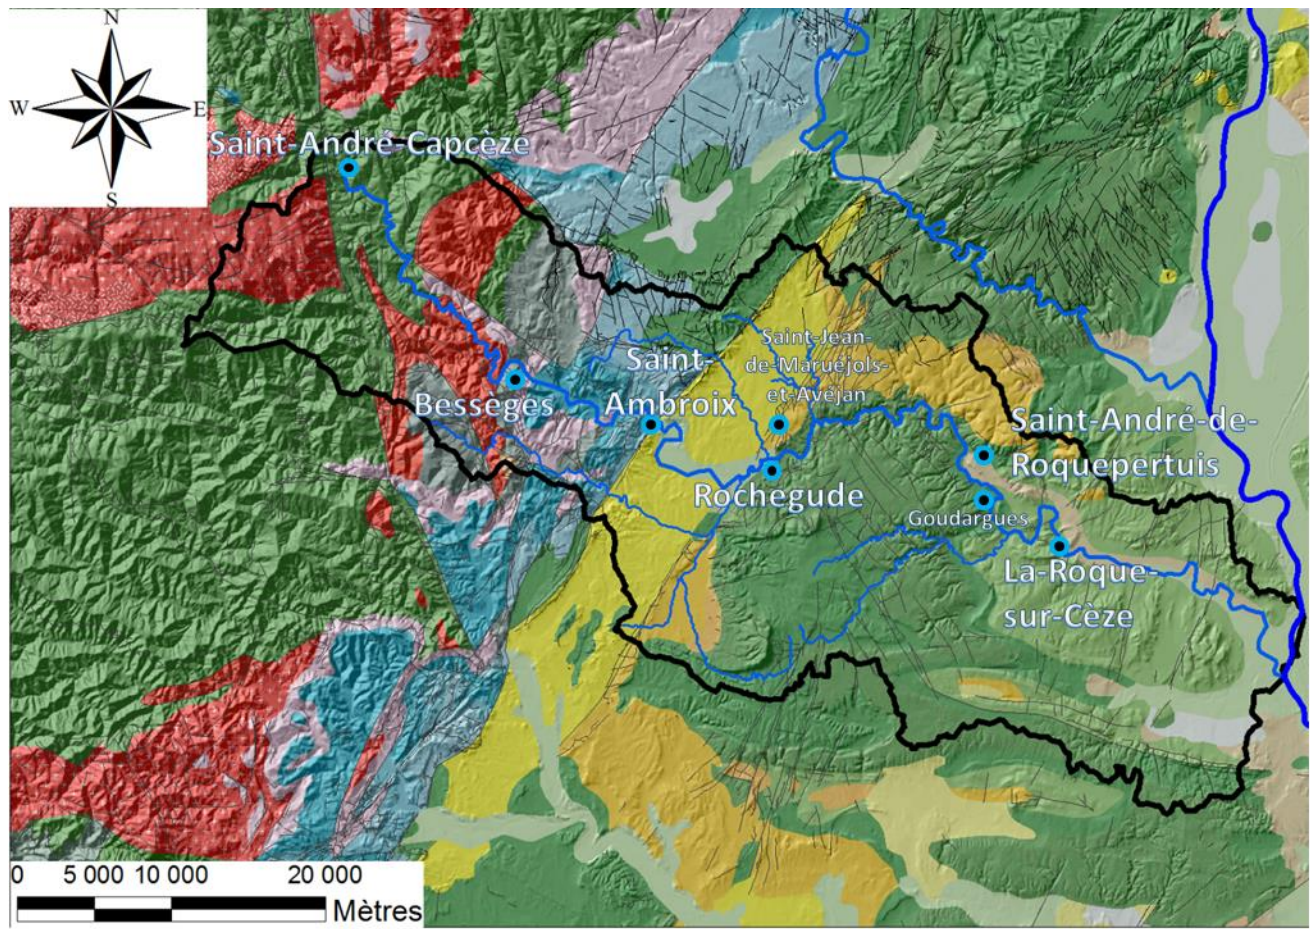 N
W E
S
Saint-André-Capcèze
Saint-Jean-
de-Maruéjols-
et-Avéjan
Saint-
Ambroix
Bessèges
Rochegude
Saint-André-de-
Roquepertuis
Goudargues
La-Roque-
sur-Cèze
0 5 000 10 000 20 000
Mètres